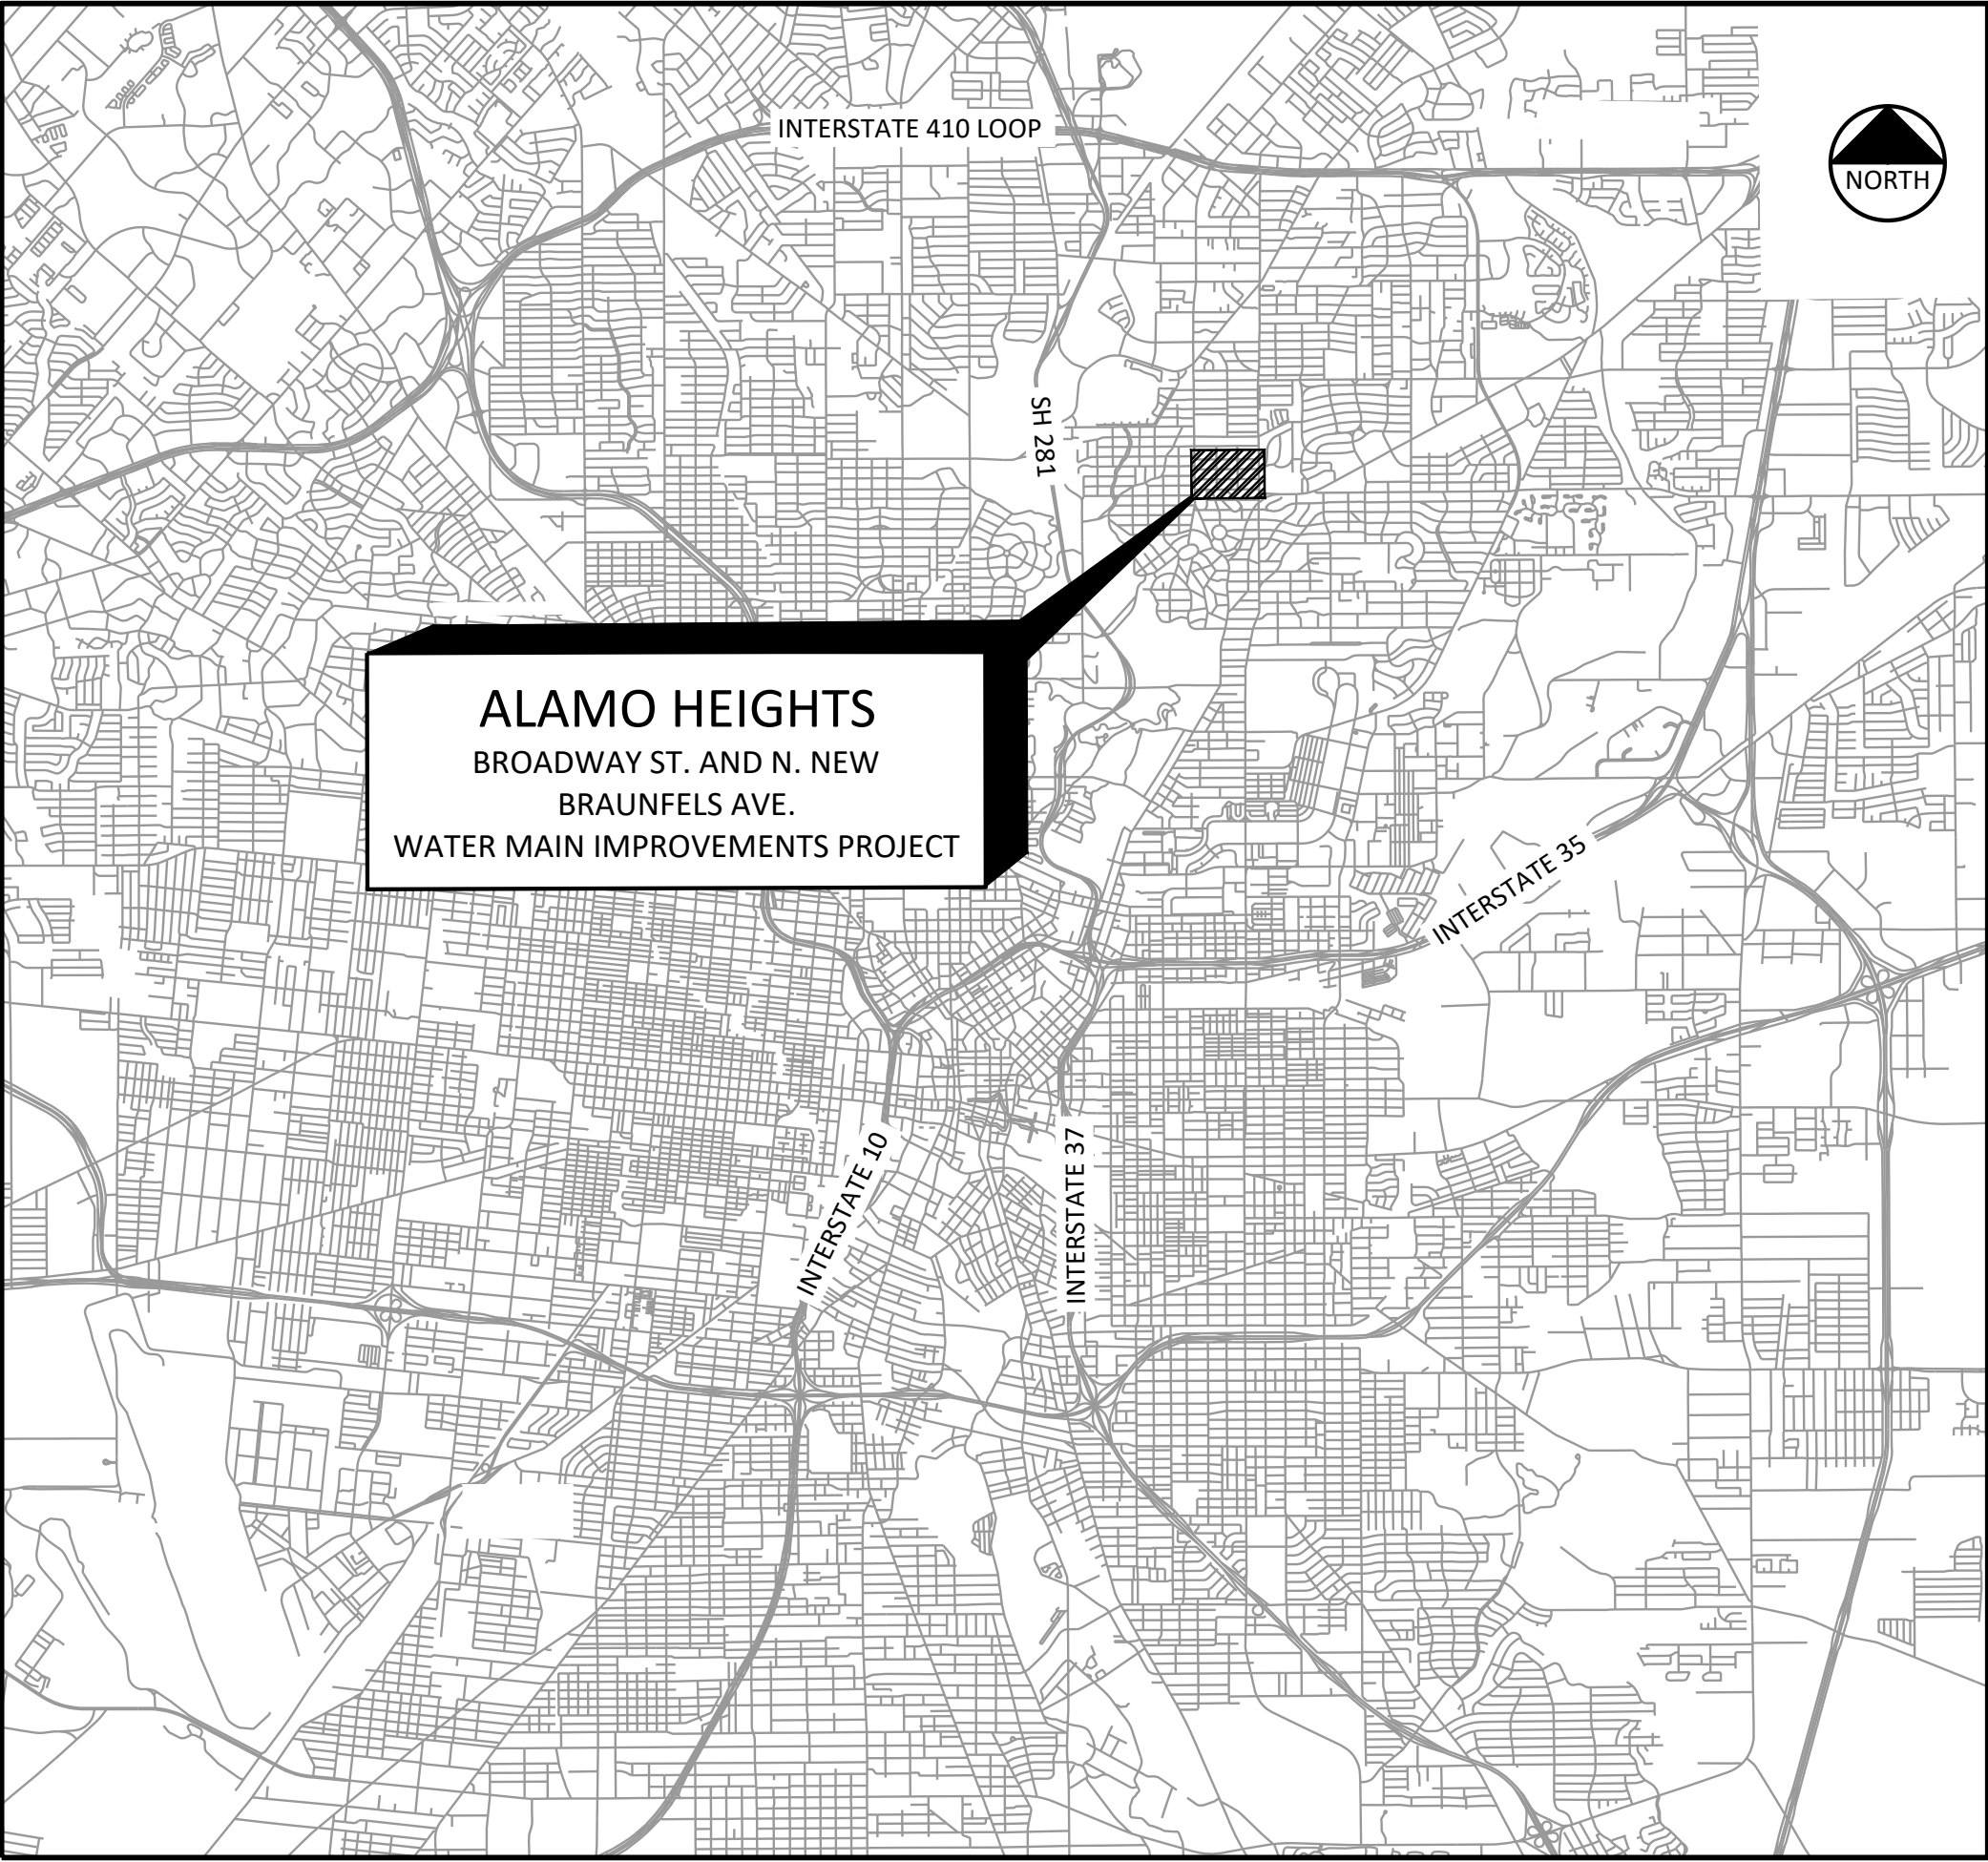 INTERSTATE 410 LOOP
NORTH
SH 281
ALAMO HEIGHTS
BROADWAY ST. AND N. NEW
BRAUNFELS AVE.
WATER MAIN IMPROVEMENTS PROJECT
INTERSTATE 35
INTERSTATE 10
INTERSTATE 37